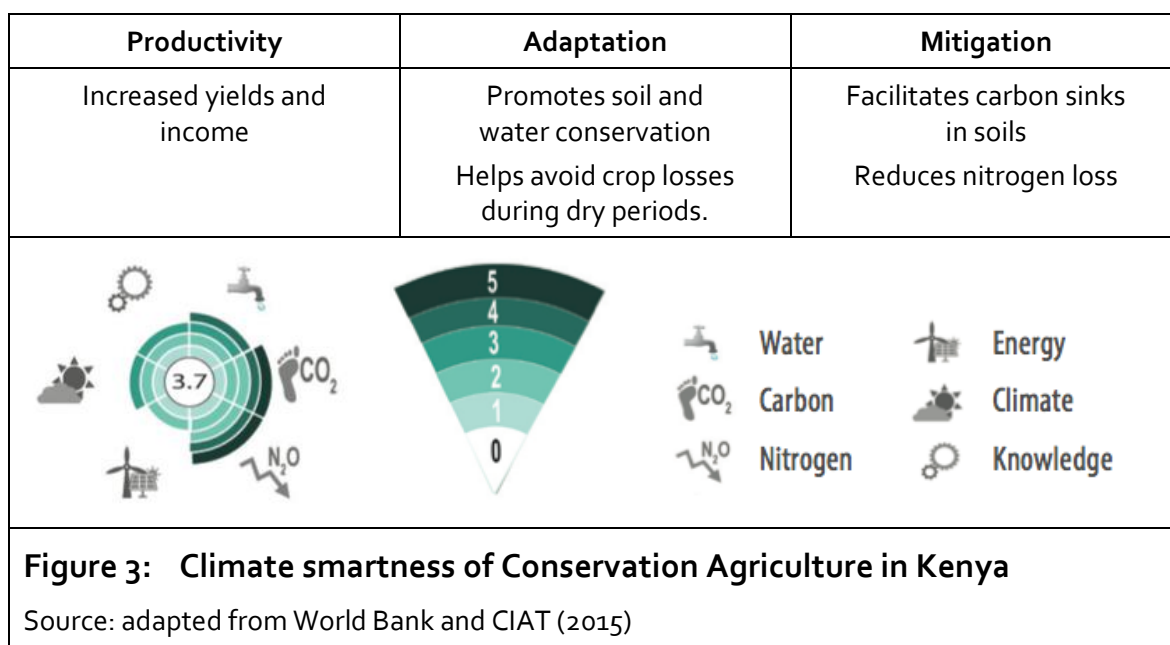 Productivity
Adaptation
Mitigation
Increased yields and
income
Promotes soil and
water conservation
Helps avoid crop losses
during dry periods.
Facilitates carbon sinks
in soils
Reduces nitrogen loss
3.7
CO₂
N₂O
5
4
3
2
1
0
Water
Energy
CO₂ Carbon
Climate
N₂O Nitrogen
Knowledge
Figure 3: Climate smartness of Conservation Agriculture in Kenya
Source: adapted from World Bank and CIAT (2015)